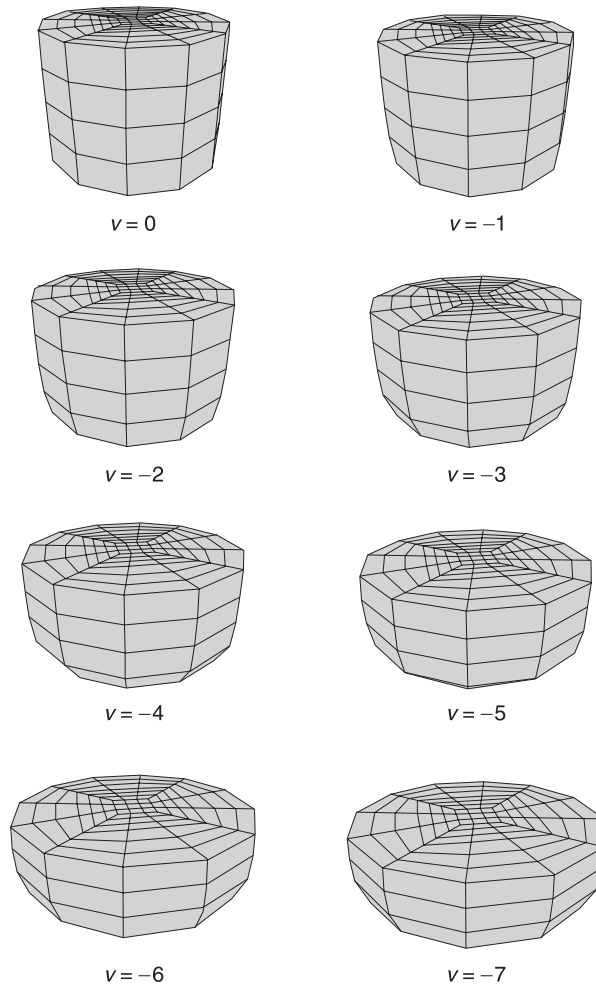 v = 0
v = −1
v = −2
v = −3
v = −4
v = −5
v = −6
v = −7